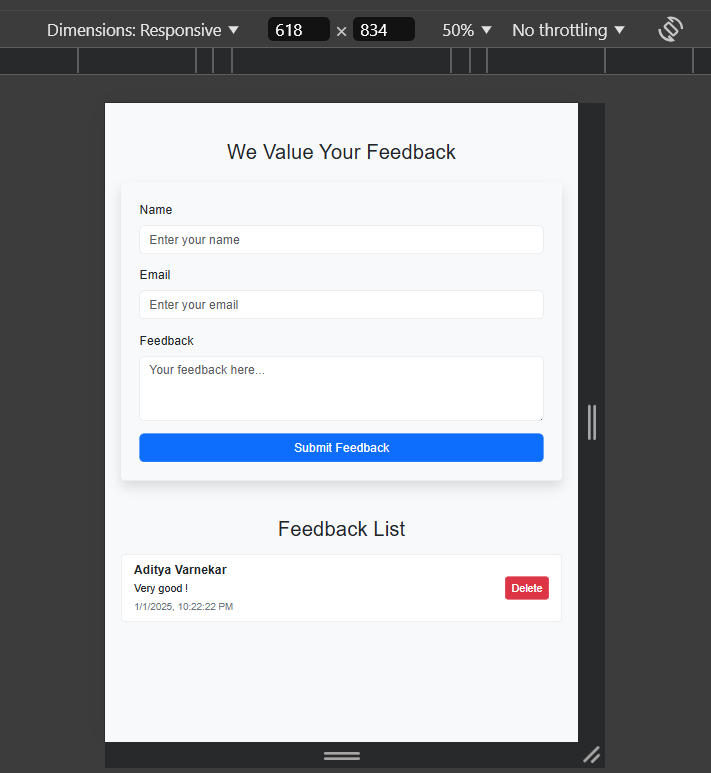 Dimensions: Responsive ▼ 618 × 834 50% ▼ No throttling ▼
We Value Your Feedback
Name
Enter your name
Email
Enter your email
Feedback
Your feedback here...
Submit Feedback
Feedback List
Aditya Varnekar
Very good !
1/1/2025, 10:22:22 PM
Delete